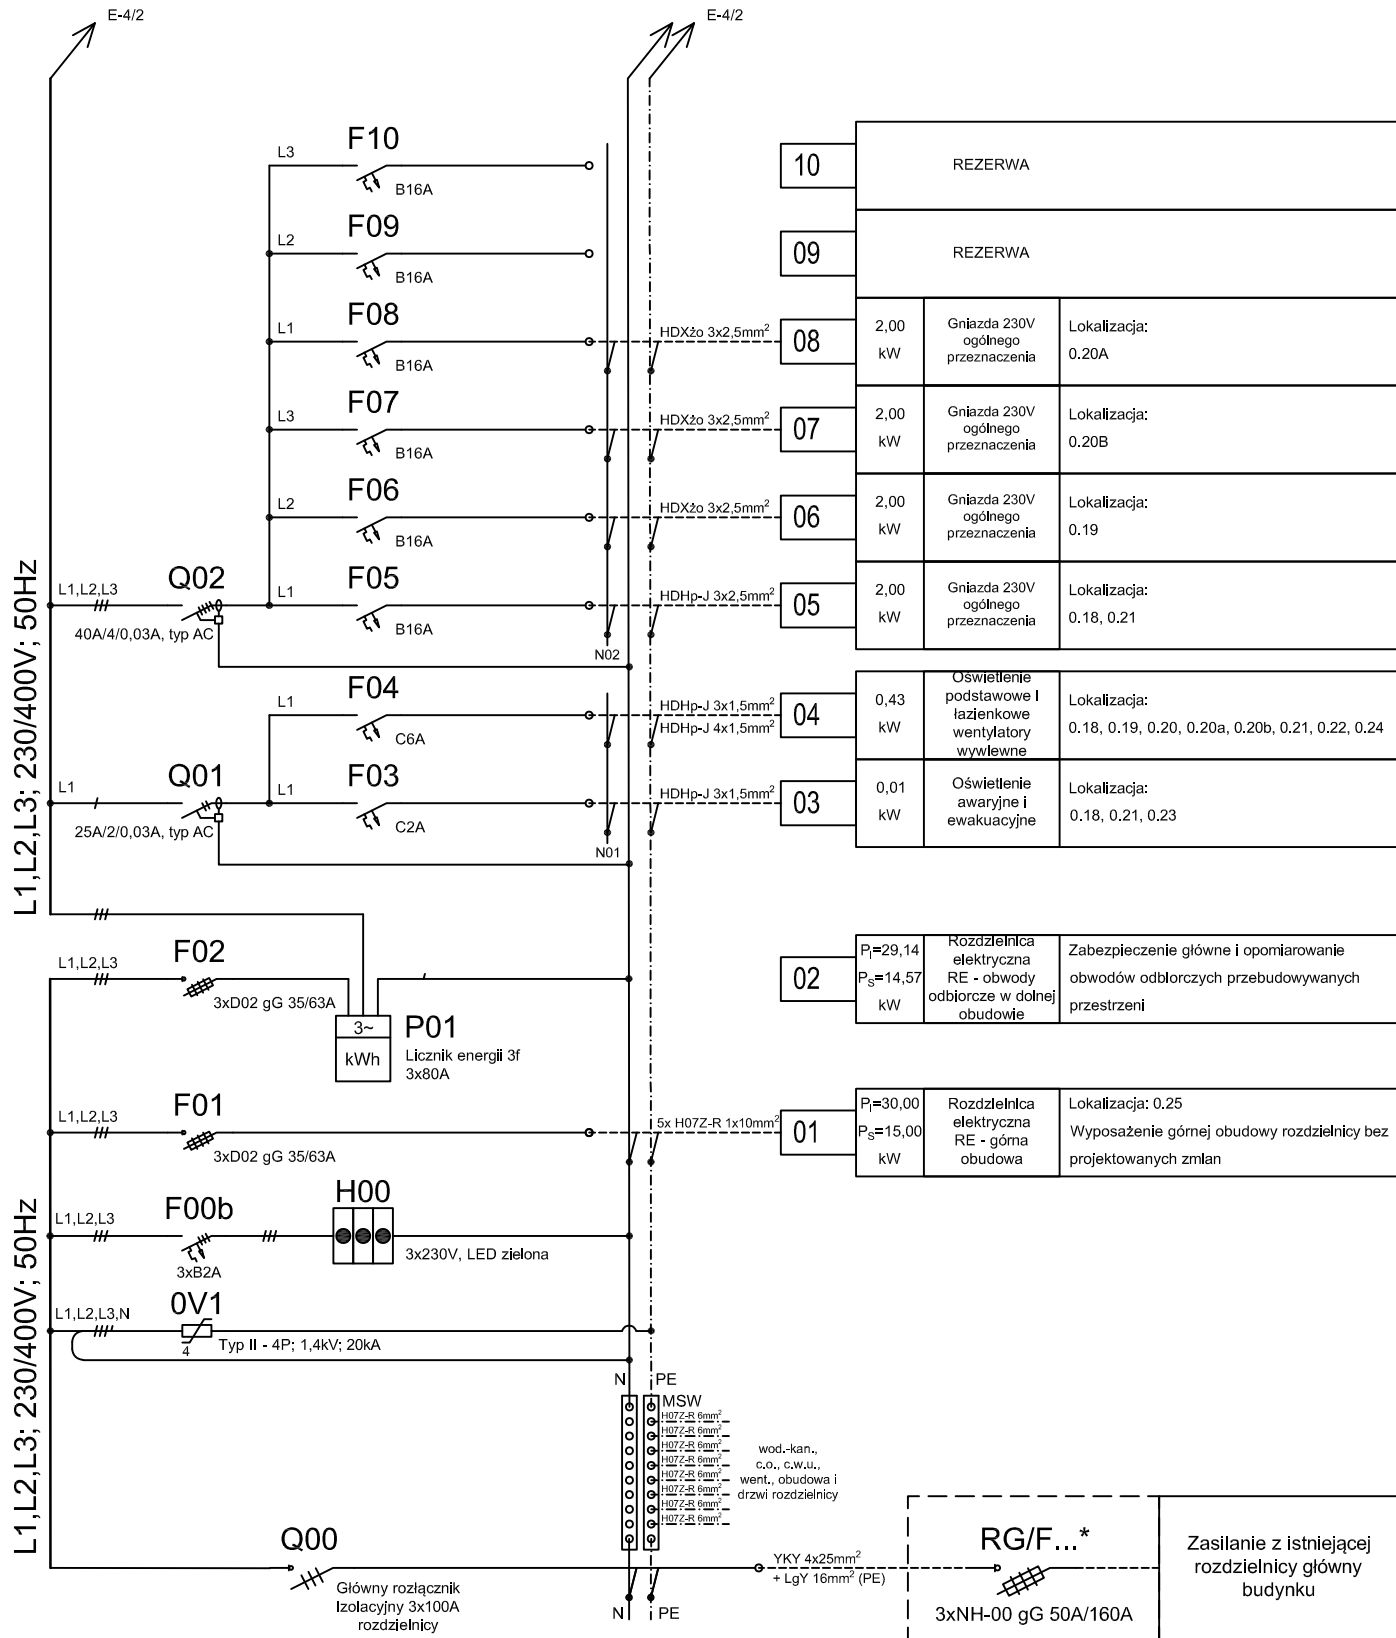 E-4/2
E-4/2
L1,L2,L3; 230/400V; 50Hz
F10
L3
B16A
10
REZERWA
F09
L2
B16A
09
REZERWA
F08
L1
B16A
HDXżo 3x2,5mm²
08
2,00
kW
Gniazda 230V
ogólnego
przeznaczenia
Lokalizacja:
0.20A
F07
L3
B16A
HDXżo 3x2,5mm²
07
2,00
kW
Gniazda 230V
ogólnego
przeznaczenia
Lokalizacja:
0.20B
F06
L2
B16A
HDXżo 3x2,5mm²
06
2,00
kW
Gniazda 230V
ogólnego
przeznaczenia
Lokalizacja:
0.19
L1,L2,L3
Q02
40A/4/0,03A, typ AC
L1
F05
B16A
HDHp-J 3x2,5mm²
N02
05
2,00
kW
Gniazda 230V
ogólnego
przeznaczenia
Lokalizacja:
0.18, 0.21
L1
F04
C6A
HDHp-J 3x1,5mm²
HDHp-J 4x1,5mm²
04
0,43
kW
Oświetlenie
podstawowe i
łazienkowe
wentylatory
wywiewne
Lokalizacja:
0.18, 0.19, 0.20, 0.20a, 0.20b, 0.21, 0.22, 0.24
L1
Q01
25A/2/0,03A, typ AC
L1
F03
C2A
HDHp-J 3x1,5mm²
N01
03
0,01
kW
Oświetlenie
awaryjne i
ewakuacyjne
Lokalizacja:
0.18, 0.21, 0.23
L1,L2,L3
F02
3xD02 gG 35/63A
3~
kWh
P01
Licznik energii 3f
3x80A
02
Pi=29,14
PS=14,57
kW
Rozdzielnica
elektryczna
RE - obwody
odbiorcze w dolnej
obudowie
Zabezpieczenie główne i opomiarowanie
obwodów odbiorczych przebudowywanych
przestrzeni
L1,L2,L3; 230/400V; 50Hz
L1,L2,L3
F01
3xD02 gG 35/63A
5x H07Z-R 1x10mm²
01
Pi=30,00
PS=15,00
kW
Rozdzielnica
elektryczna
RE - górna
obudowa
Lokalizacja: 0.25
Wyposażenie górnej obudowy rozdzielnicy bez
projektowanych zmian
L1,L2,L3
F00b
3xB2A
H00
3x230V, LED zielona
L1,L2,L3,N
0V1
4
Typ II - 4P; 1,4kV; 20kA
N
PE
MSW
H07Z-R 6mm²
H07Z-R 6mm²
H07Z-R 6mm²
H07Z-R 6mm²
H07Z-R 6mm²
H07Z-R 6mm²
H07Z-R 6mm²
H07Z-R 6mm²
wod.-kan.,
c.o., c.w.u.,
went., obudowa i
drzwi rozdzielnicy
Q00
Główny rozłącznik
Izolacyjny 3x100A
rozdzielnicy
N
PE
YKY 4x25mm²
+ LgY 16mm² (PE)
RG/F...*
3xNH-00 gG 50A/160A
Zasilanie z istniejącej
rozdzielnicy główny
budynku